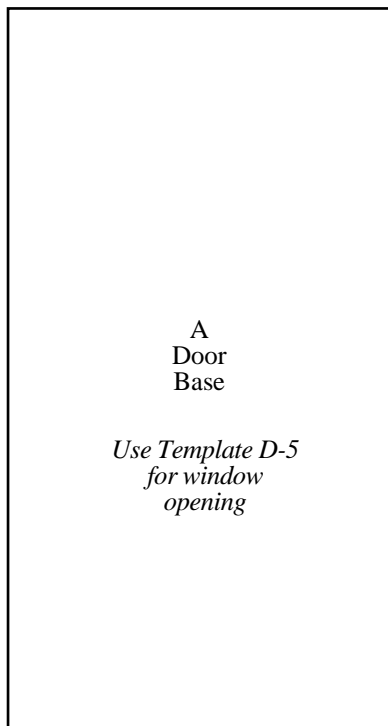 A
Door
Base
Use Template D-5
for window
opening